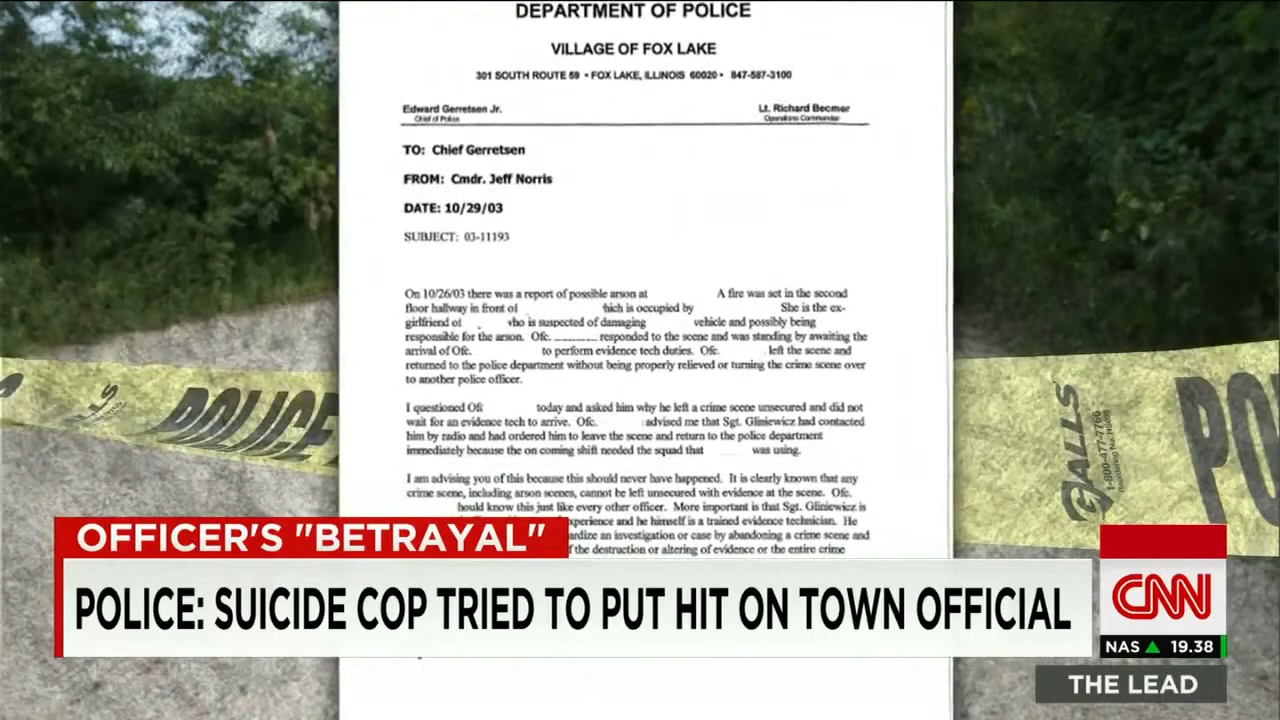 DEPARTMENT OF POLICE
VILLAGE OF FOX LAKE
301 SOUTH ROUTE 59 • FOX LAKE, ILLINOIS 60020 • 847-587-3100
Edward Gerretsen Jr.
Chief of Police
Lt. Richard Becmer
Operations Commander
TO: Chief Gerretsen
FROM: Cmdr. Jeff Norris
DATE: 10/29/03
SUBJECT: 03-11193
On 10/26/03 there was a report of possible arson at A fire was set in the second
floor hallway in front of hich is occupied by She is the ex-
girlfriend of who is suspected of damaging vehicle and possibly being
responsible for the arson. Ofc. responded to the scene and was standing by awaiting the
arrival of Ofc. to perform evidence tech duties. Ofc. left the scene and
returned to the police department without being properly relieved or turning the crime scene over
to another police officer.
I questioned Ofc today and asked him why he left a crime scene unsecured and did not
wait for an evidence tech to arrive. Ofc. advised me that Sgt. Gliniewicz had contacted
him by radio and had ordered him to leave the scene and return to the police department
immediately because the on coming shift needed the squad that was using.
I am advising you of this because this should never have happened. It is clearly known that any
crime scene, including arson scenes, cannot be left unsecured with evidence at the scene. Ofc.
hould know this just like every other officer. More important is that Sgt. Gliniewicz is
xperience and he himself is a trained evidence technician. He
ardize an investigation or case by abandoning a crime scene and
f the destruction or altering of evidence or the entire crime
POLICE
GALLS
1-800-477-7766
PO
OFFICER'S "BETRAYAL"
POLICE: SUICIDE COP TRIED TO PUT HIT ON TOWN OFFICIAL
CNN
NAS ▲ 19.38
THE LEAD